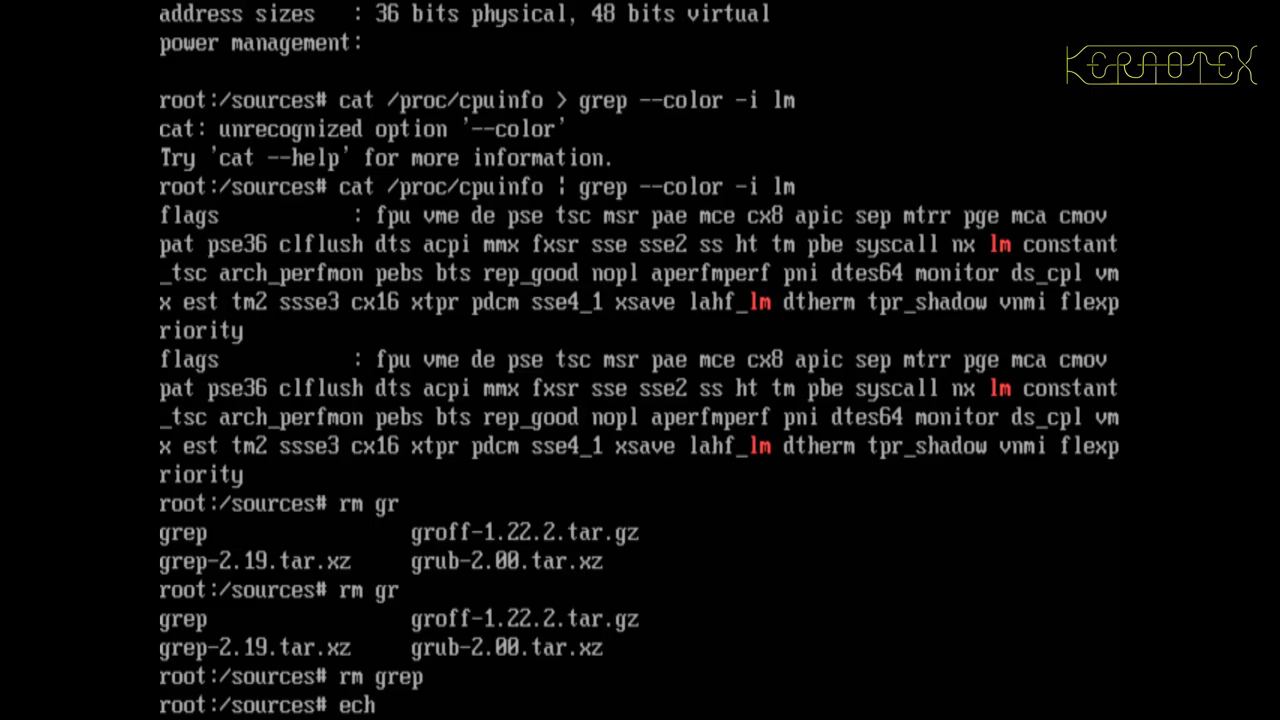 address sizes   : 36 bits physical, 48 bits virtual
power management:
KERNOTEX
root:/sources# cat /proc/cpuinfo > grep --color -i lm
cat: unrecognized option '--color'
Try 'cat --help' for more information.
root:/sources# cat /proc/cpuinfo | grep --color -i lm
flags           : fpu vme de pse tsc msr pae mce cx8 apic sep mtrr pge mca cmov
pat pse36 clflush dts acpi mmx fxsr sse sse2 ss ht tm pbe syscall nx lm constant
_tsc arch_perfmon pebs bts rep_good nopl aperfmperf pni dtes64 monitor ds_cpl vm
x est tm2 ssse3 cx16 xtpr pdcm sse4_1 xsave lahf_lm dtherm tpr_shadow vnmi flexp
riority
flags           : fpu vme de pse tsc msr pae mce cx8 apic sep mtrr pge mca cmov
pat pse36 clflush dts acpi mmx fxsr sse sse2 ss ht tm pbe syscall nx lm constant
_tsc arch_perfmon pebs bts rep_good nopl aperfmperf pni dtes64 monitor ds_cpl vm
x est tm2 ssse3 cx16 xtpr pdcm sse4_1 xsave lahf_lm dtherm tpr_shadow vnmi flexp
riority
root:/sources# rm gr
grep                 groff-1.22.2.tar.gz
grep-2.19.tar.xz     grub-2.00.tar.xz
root:/sources# rm gr
grep                 groff-1.22.2.tar.gz
grep-2.19.tar.xz     grub-2.00.tar.xz
root:/sources# rm grep
root:/sources# ech